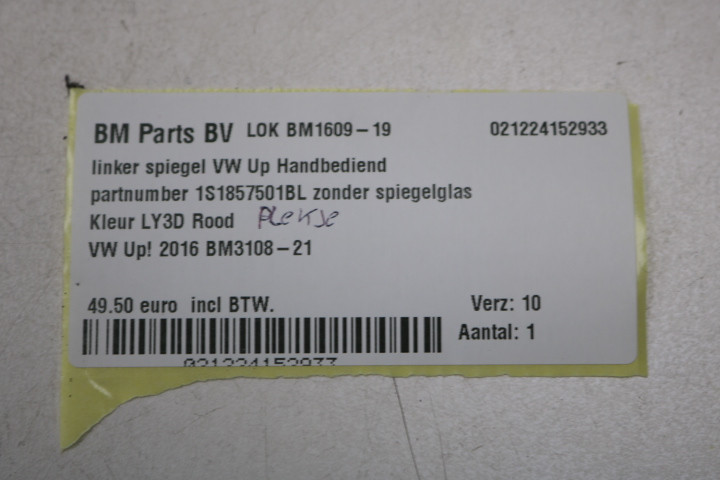 BM Parts BV LOK BM1609-19 021224152933
linker spiegel VW Up Handbediend
partnumber 1S1857501BL zonder spiegelglas
Kleur LY3D Rood Plekje
VW Up! 2016 BM3108-21
49.50 euro incl BTW. Verz: 10
Aantal: 1
021224152933